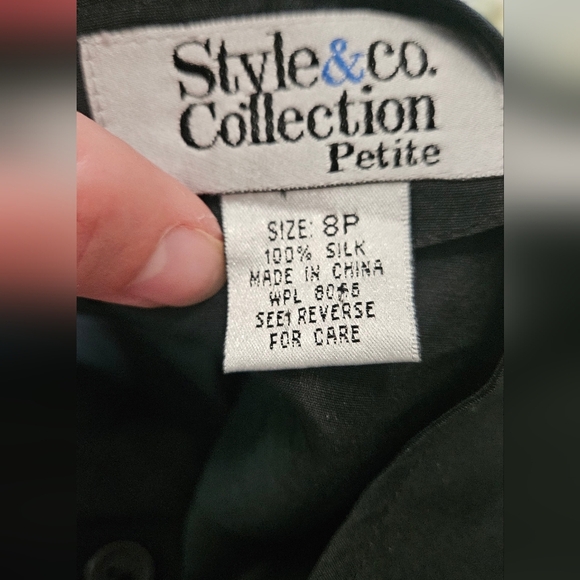 Style&co.
Collection
Petite
SIZE: 8P
100% SILK
MADE IN CHINA
WPL
SEE REVERSE
FOR CARE